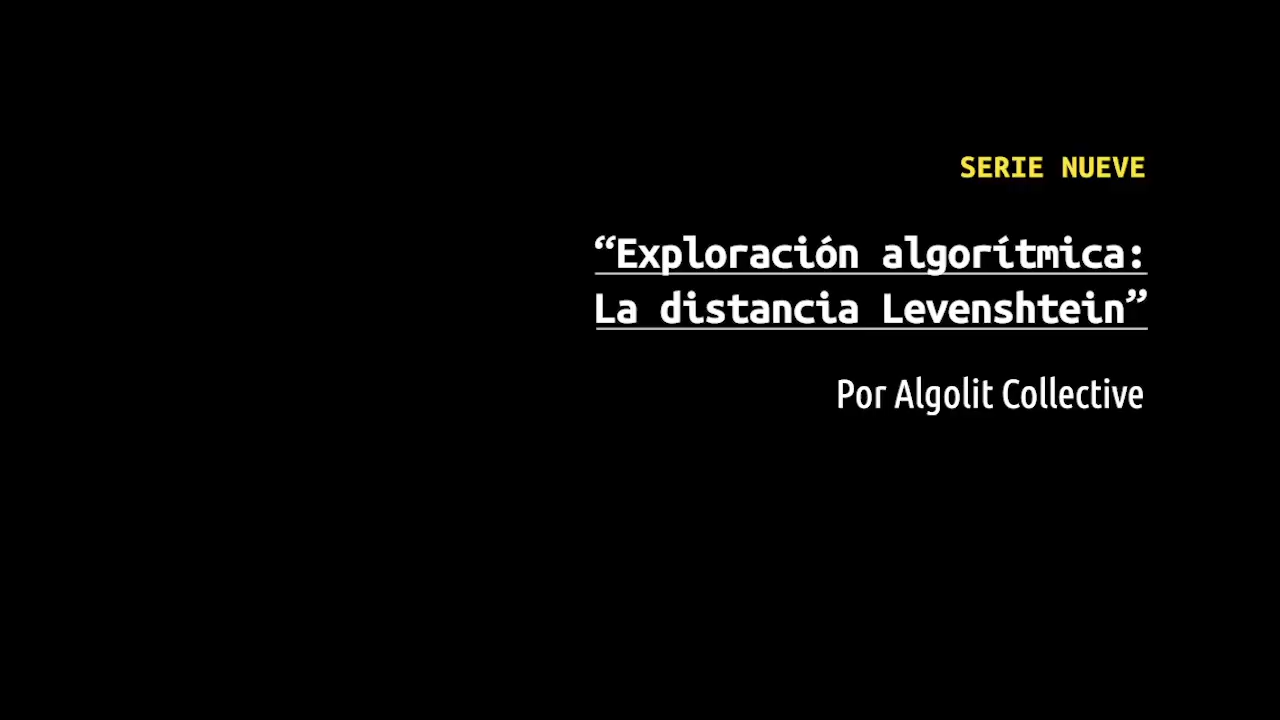 SERIE NUEVE
“Exploración algorítmica:
La distancia Levenshtein”
Por Algolit Collective